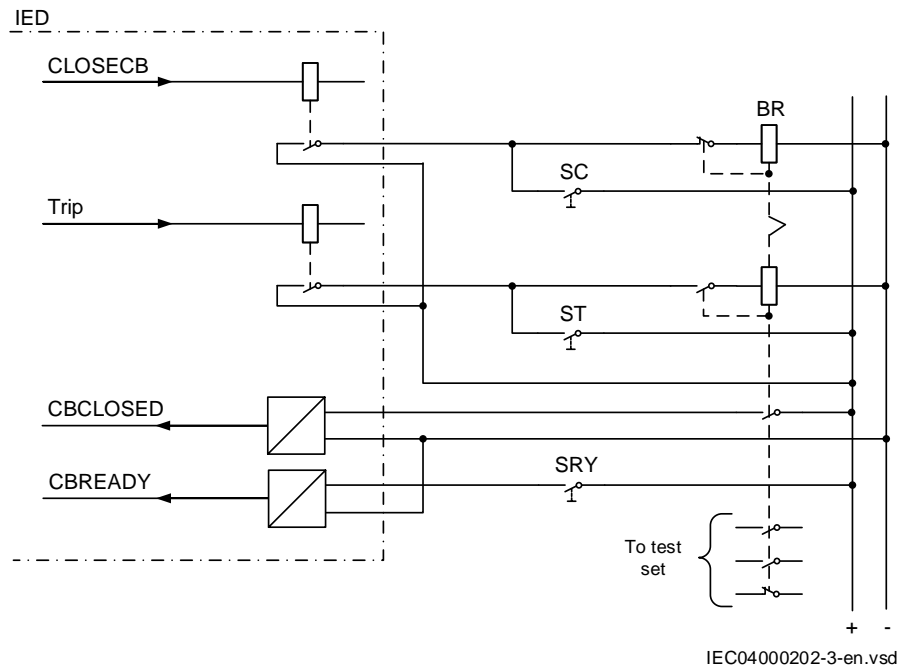 IED
CLOSECB
BR
SC
Trip
ST
CBCLOSED
CBREADY
SRY
To test
set
+ -
IEC04000202-3-en.vsd